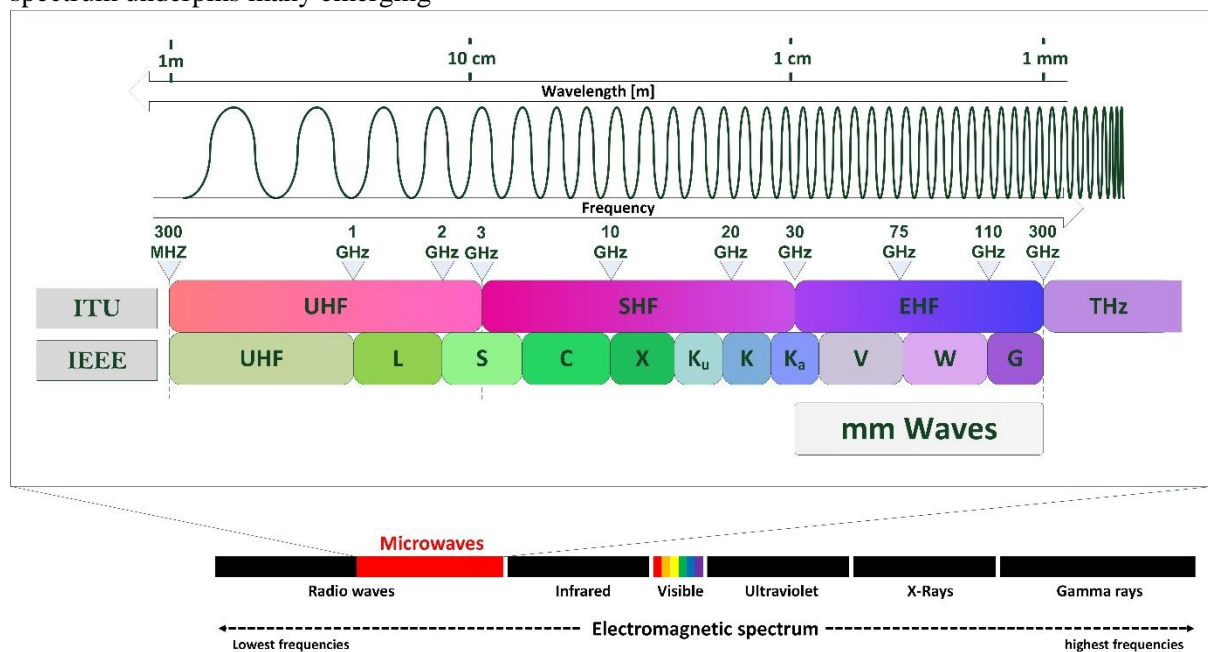 spectrum underpins many emerging
1m 10 cm 1 cm 1 mm
Wavelength [m]
Frequency
300 MHZ 1 GHz 2 GHz 3 GHz 10 GHz 20 GHz 30 GHz 75 GHz 110 GHz 300 GHz
ITU UHF SHF EHF THz
IEEE UHF L S C X Ku K Ka V W G
mm Waves
Microwaves
Radio waves Infrared Visible Ultraviolet X-Rays Gamma rays
Electromagnetic spectrum
Lowest frequencies highest frequencies